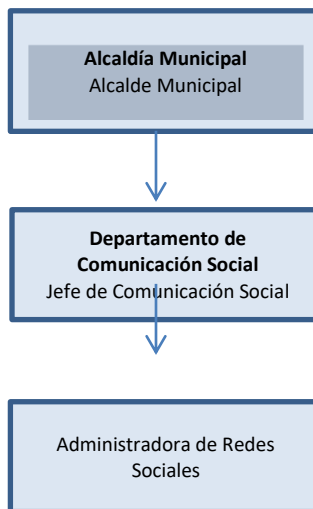 Alcaldía Municipal
Alcalde Municipal
Departamento de
Comunicación Social
Jefe de Comunicación Social
Administradora de Redes
Sociales